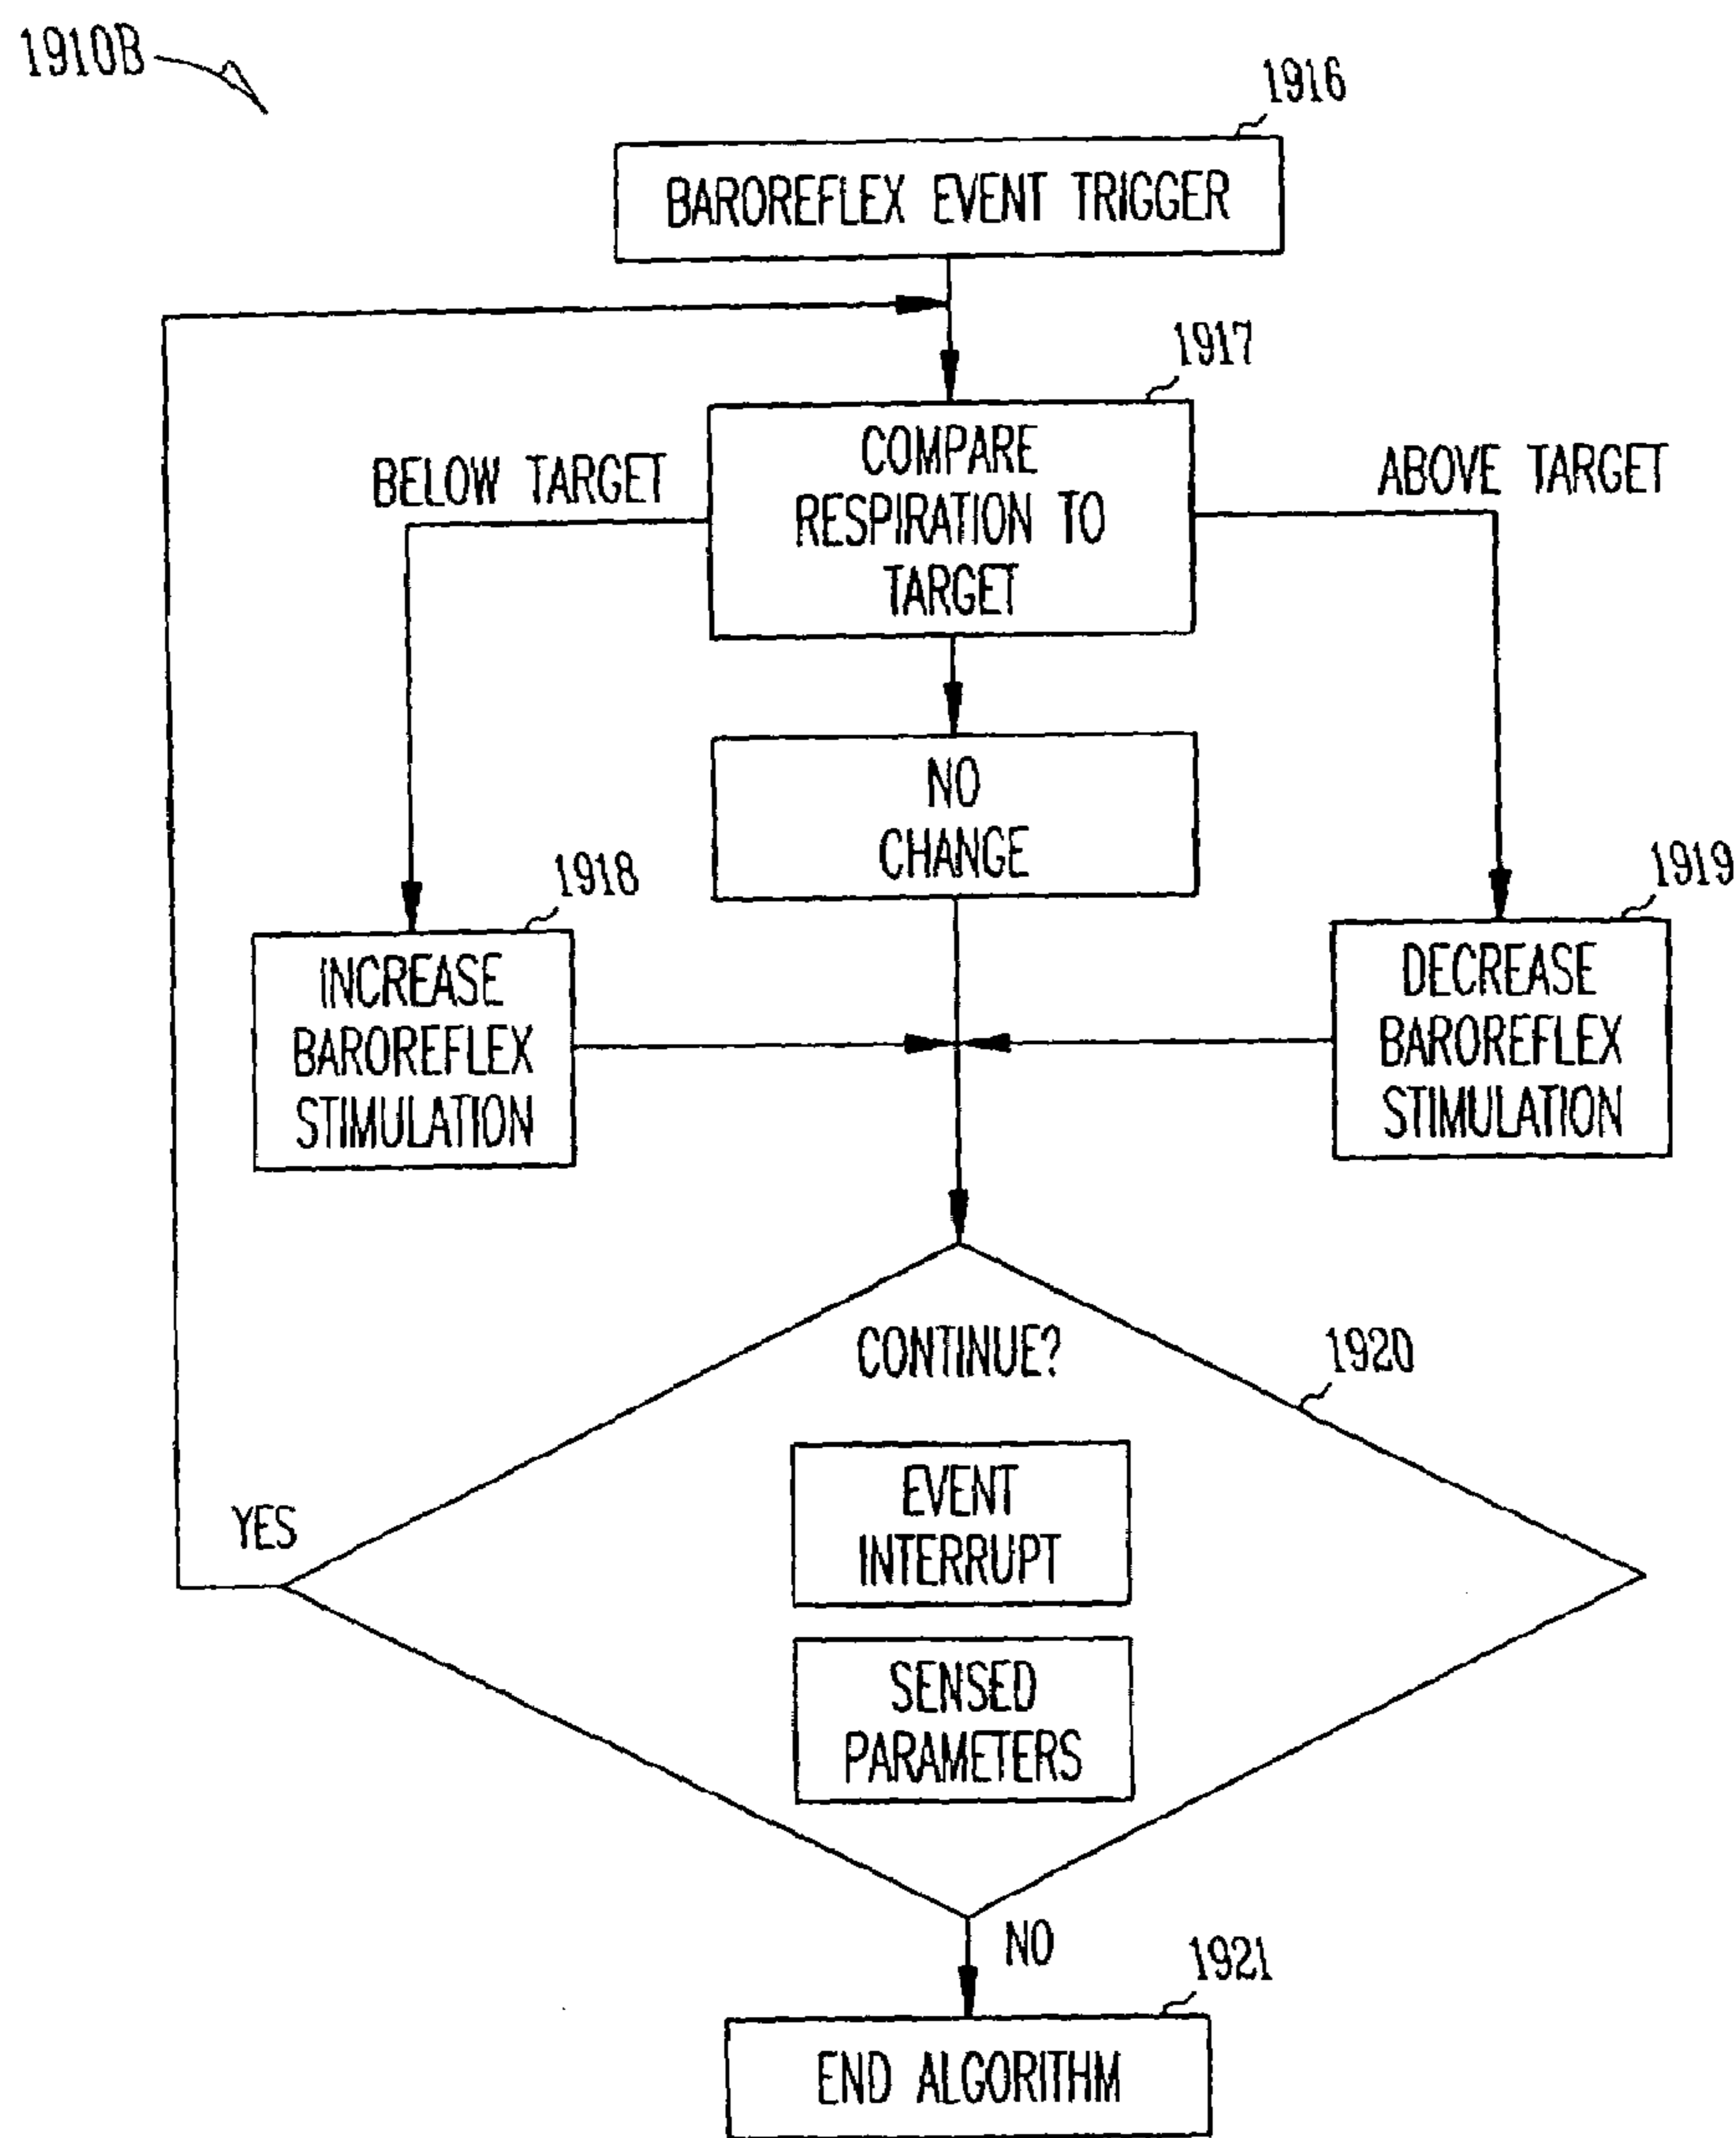 1910B
1916
BAROREFLEX EVENT TRIGGER
1917
COMPARE
RESPIRATION TO
TARGET
BELOW TARGET
ABOVE TARGET
NO
CHANGE
1918
INCREASE
BAROREFLEX
STIMULATION
1919
DECREASE
BAROREFLEX
STIMULATION
CONTINUE?
1920
EVENT
INTERRUPT
YES
SENSED
PARAMETERS
NO
1921
END ALGORITHM